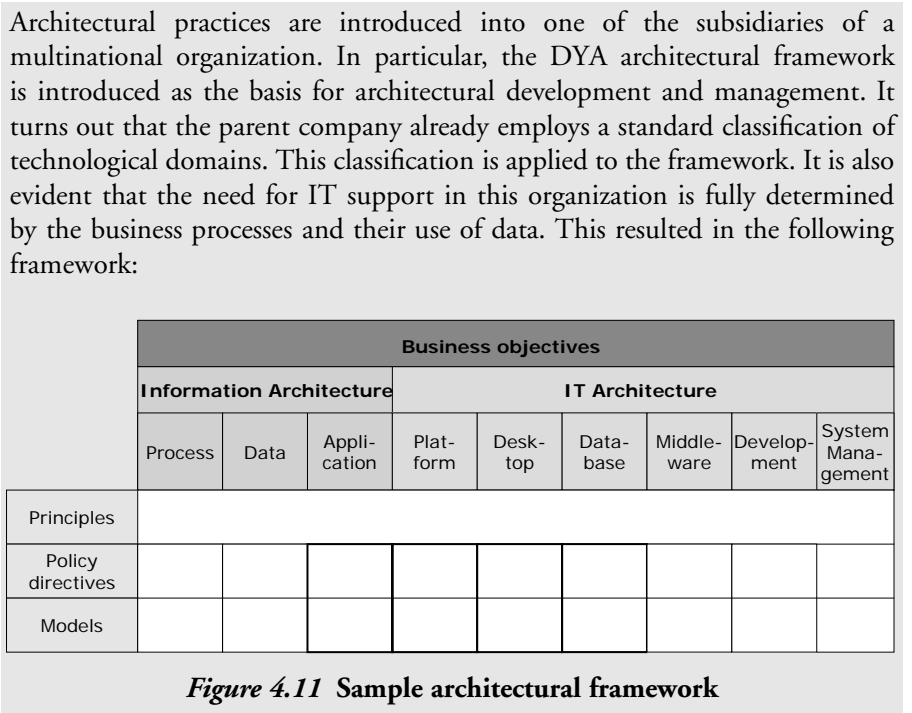 Architectural practices are introduced into one of the subsidiaries of a
multinational organization. In particular, the DYA architectural framework
is introduced as the basis for architectural development and management. It
turns out that the parent company already employs a standard classification of
technological domains. This classification is applied to the framework. It is also
evident that the need for IT support in this organization is fully determined
by the business processes and their use of data. This resulted in the following
framework:
Business objectives
Information Architecture IT Architecture
Process Data Appli-
cation Plat-
form Desk-
top Data-
base Middle-
ware Develop-
ment System
Mana-
gement
Principles
Policy
directives
Models
Figure 4.11 Sample architectural framework